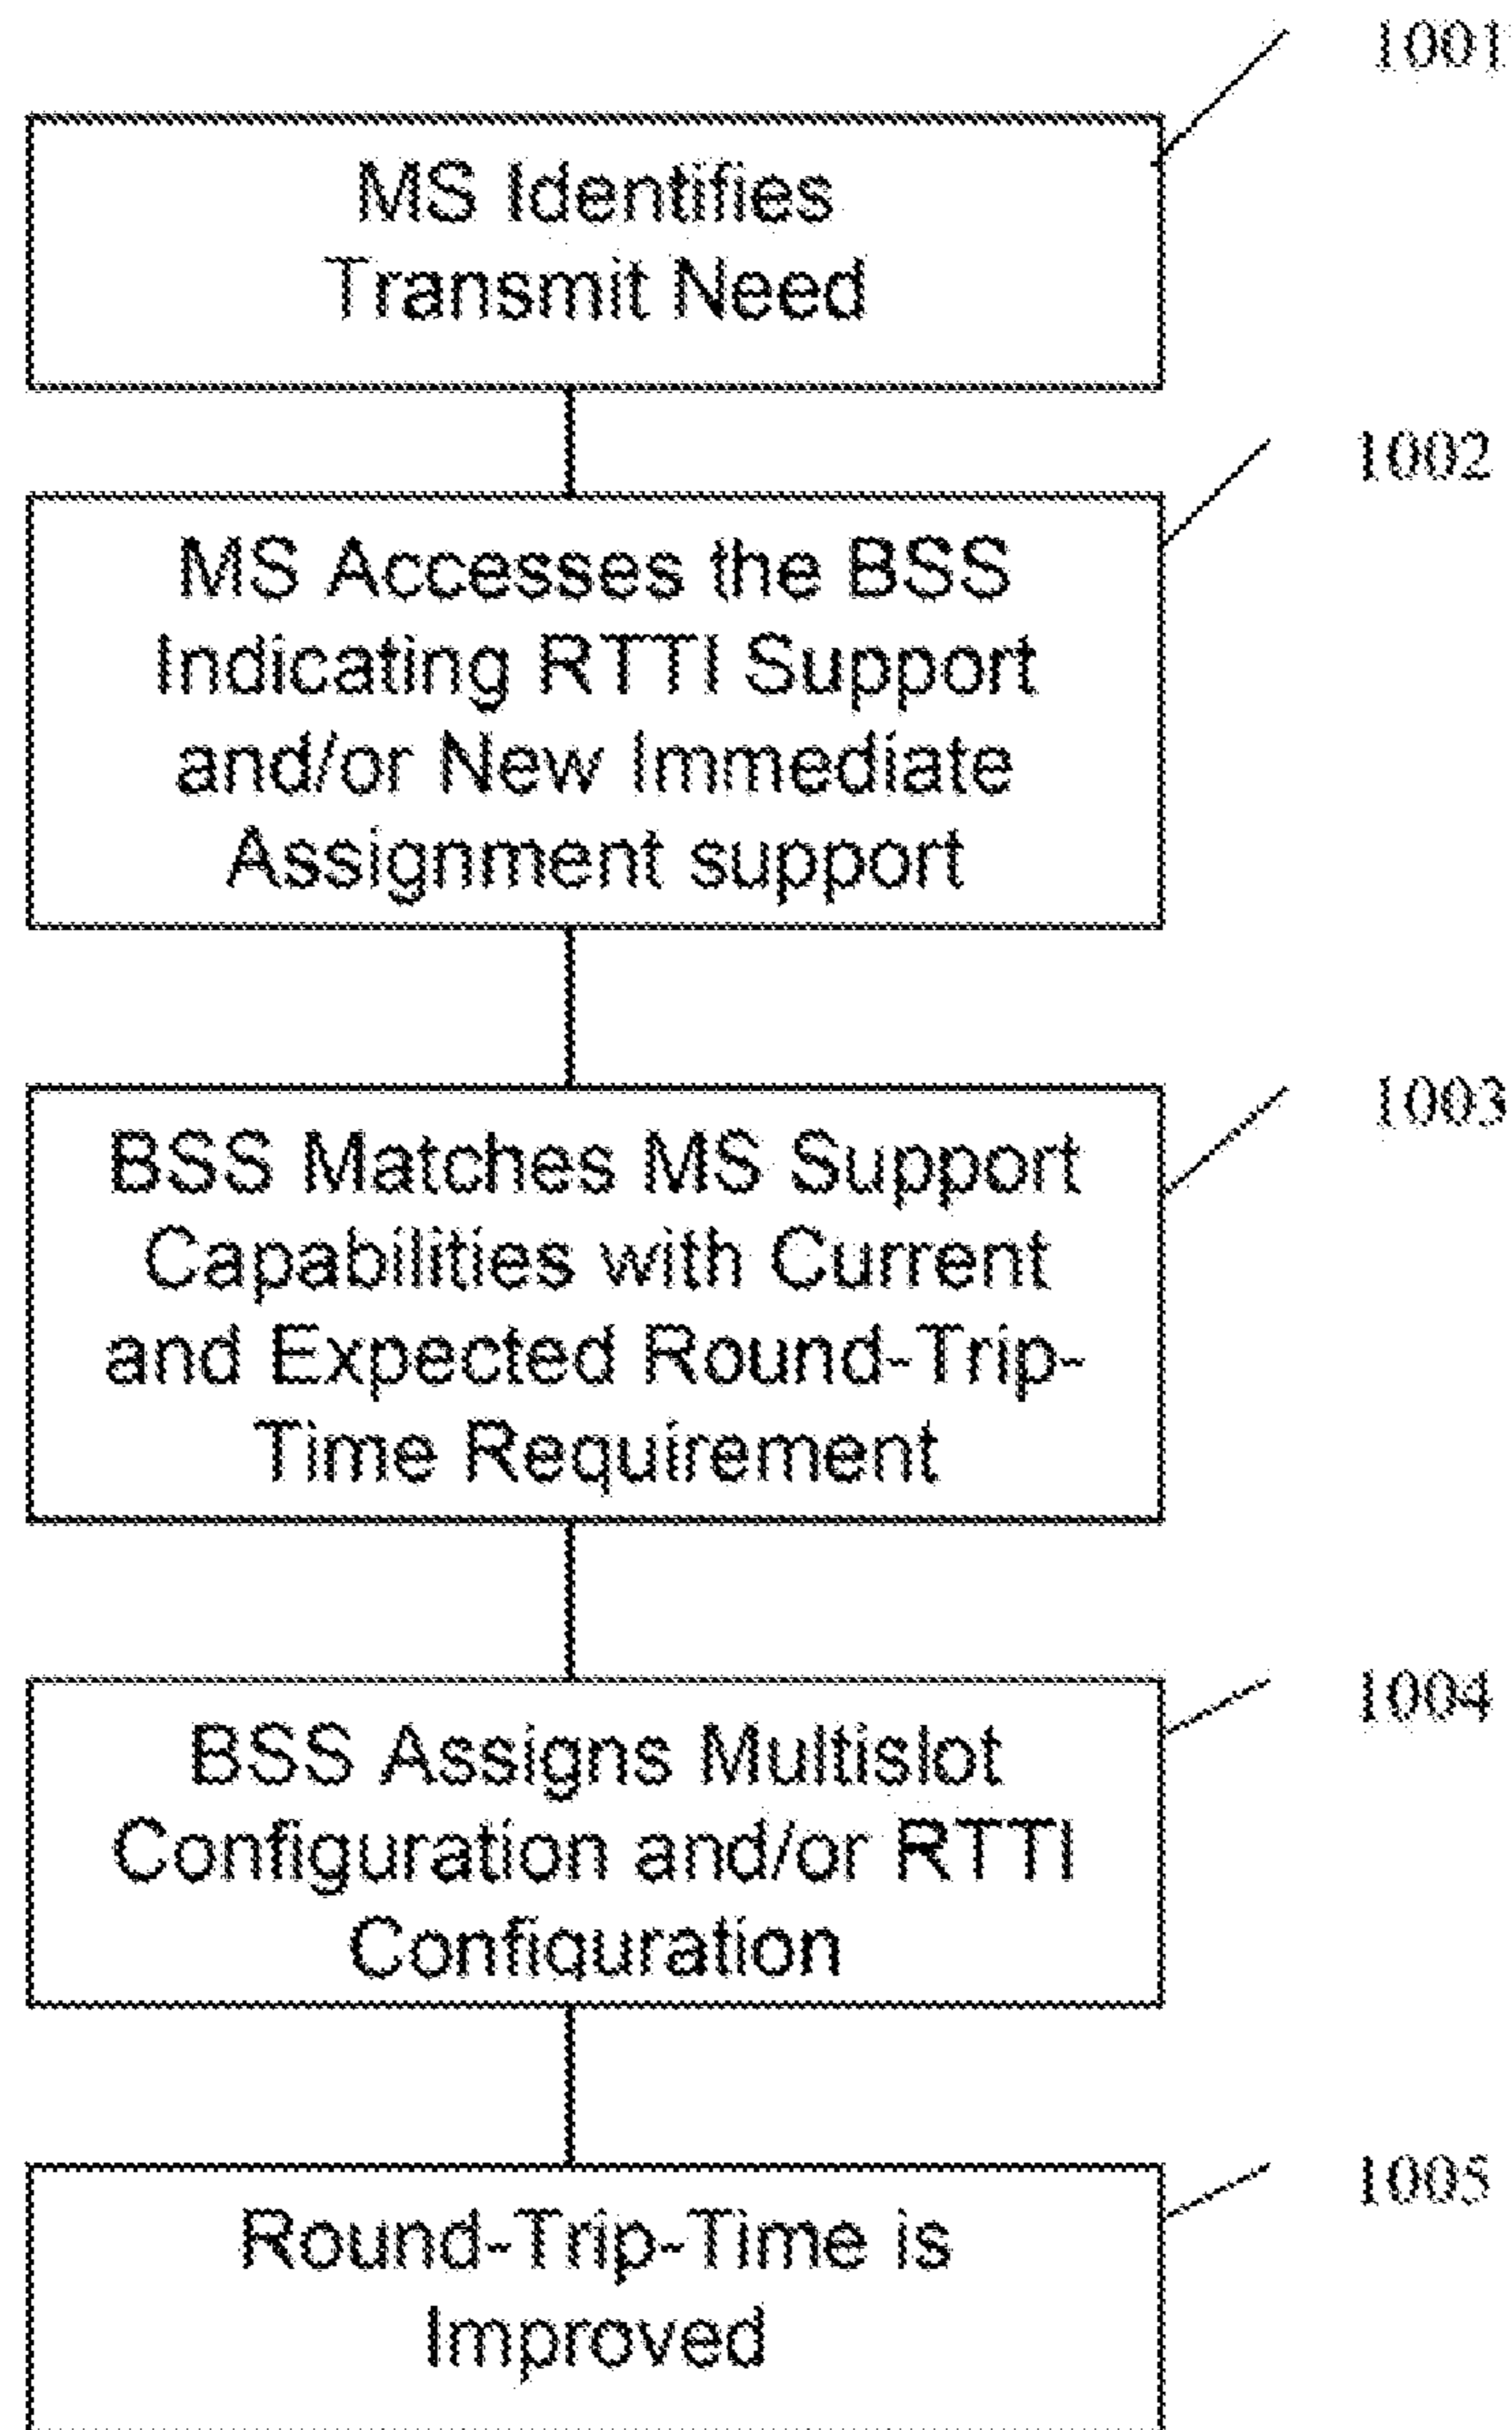 1001
MS Identifies
Transmit Need
1002
MS Accesses the BSS
Indicating RTTI Support
and/or New Immediate
Assignment support
1003
BSS Matches MS Support
Capabilities with Current
and Expected Round-Trip-
Time Requirement
1004
BSS Assigns Multislot
Configuration and/or RTTI
Configuration
1005
Round-Trip-Time is
Improved